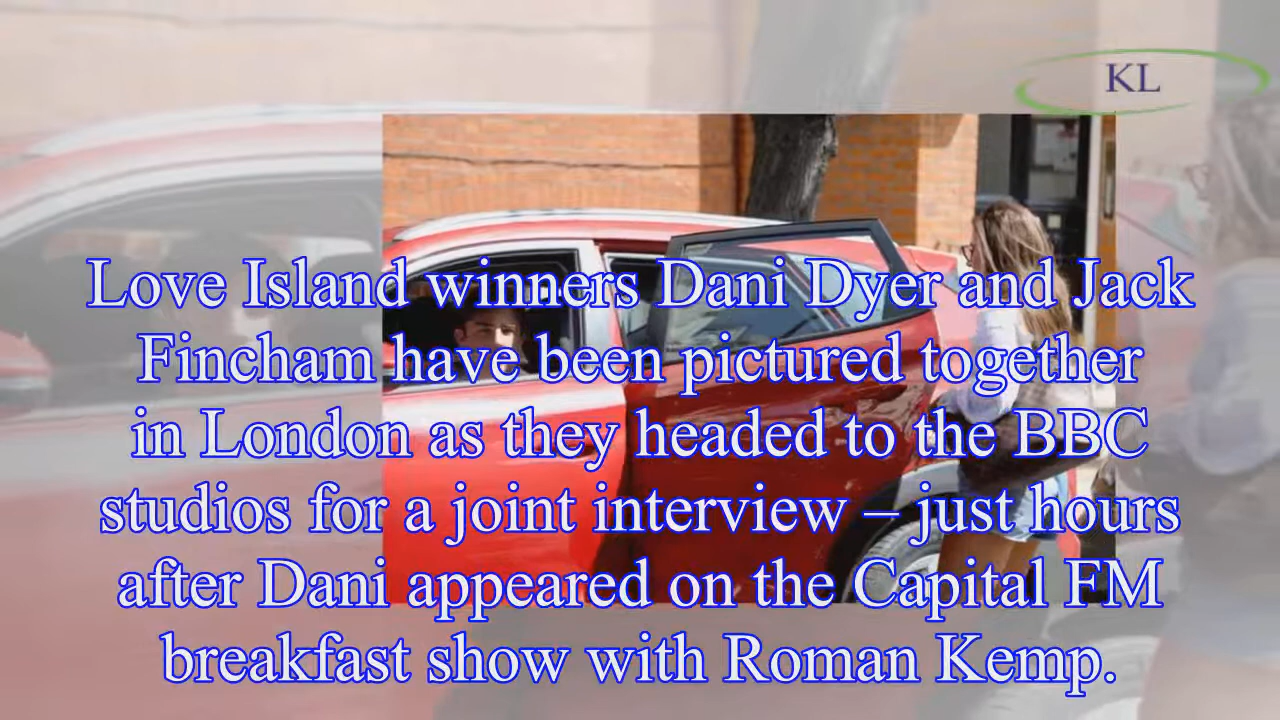 KL
Love Island winners Dani Dyer and Jack
Fincham have been pictured together
in London as they headed to the BBC
studios for a joint interview – just hours
after Dani appeared on the Capital FM
breakfast show with Roman Kemp.